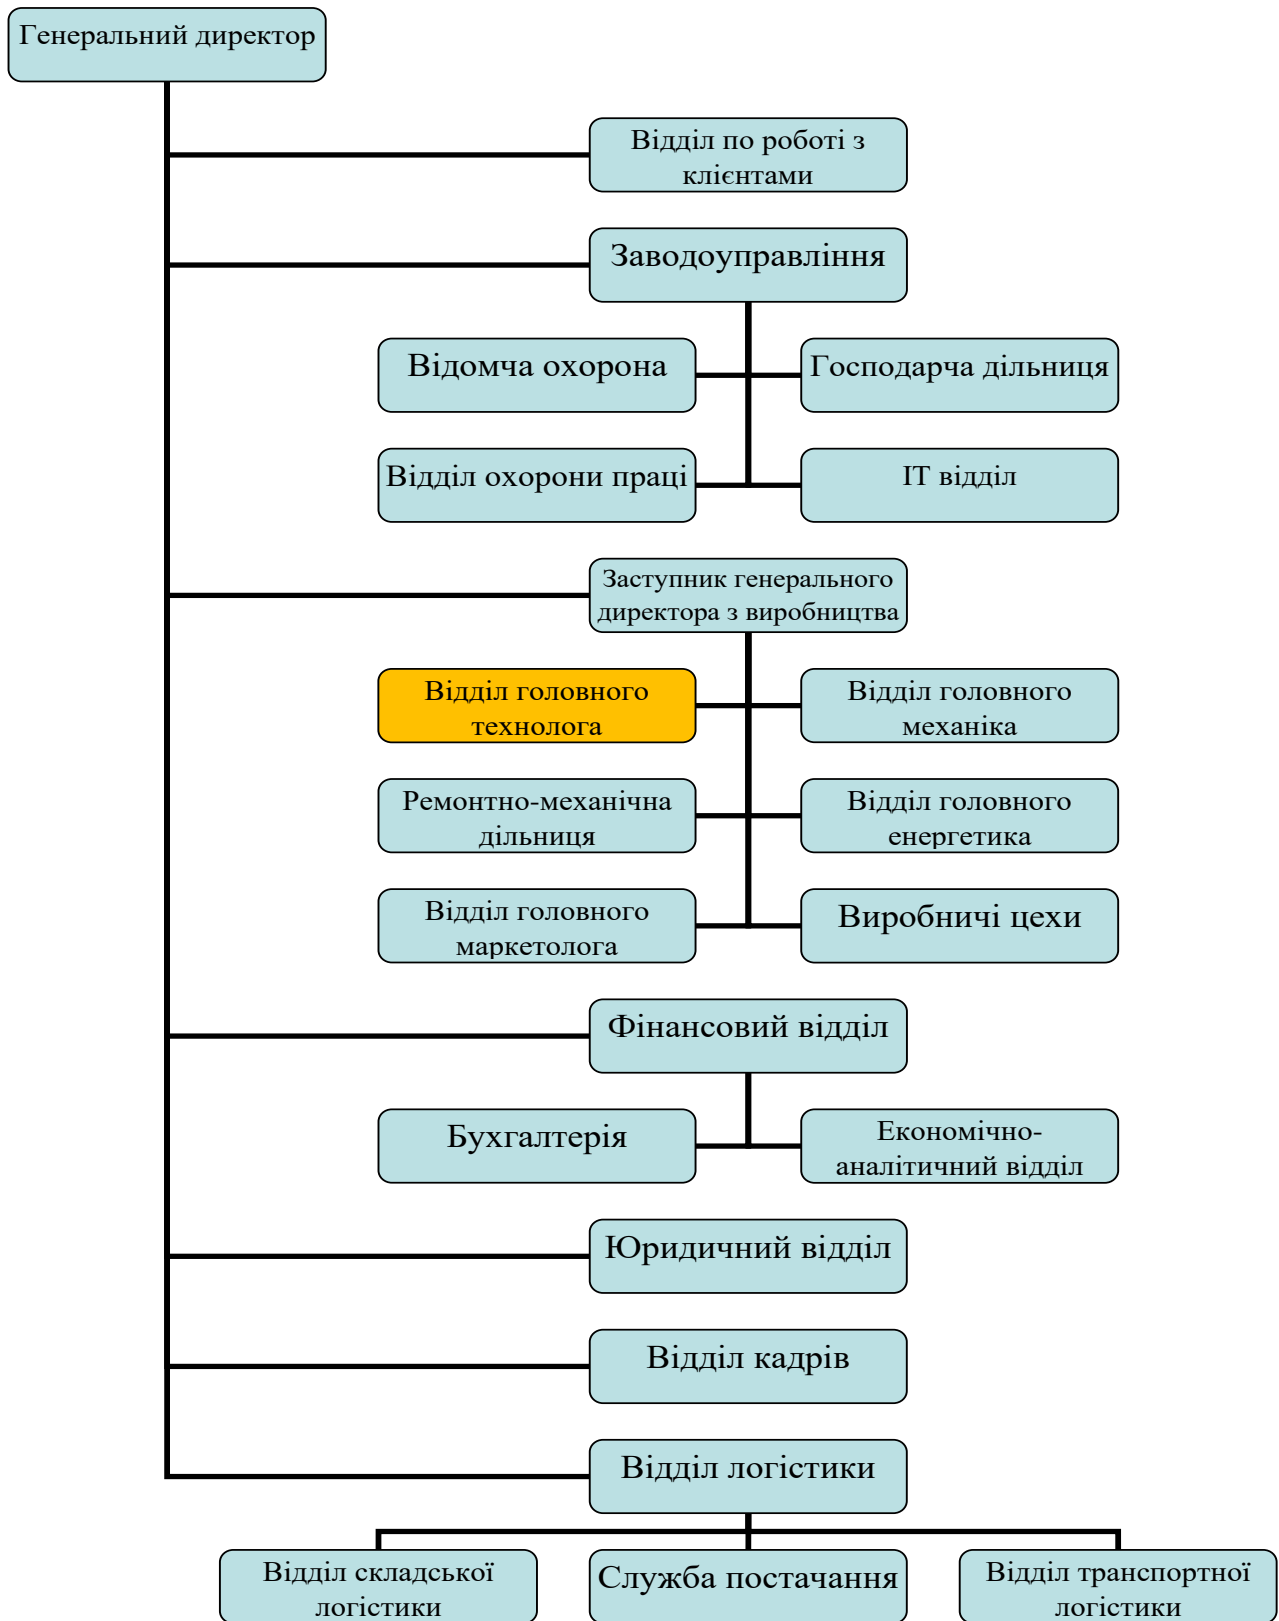 Генеральний директор
Відділ по роботі з
клієнтами
Заводоуправління
Відомча охорона
Господарча дільниця
Відділ охорони праці
ІТ відділ
Заступник генерального
директора з виробництва
Відділ головного
технолога
Відділ головного
механіка
Ремонтно-механічна
дільниця
Відділ головного
енергетика
Відділ головного
маркетолога
Виробничі цехи
Фінансовий відділ
Бухгалтерія
Економічно-
аналітичний відділ
Юридичний відділ
Відділ кадрів
Відділ логістики
Відділ складської
логістики
Служба постачання
Відділ транспортної
логістики